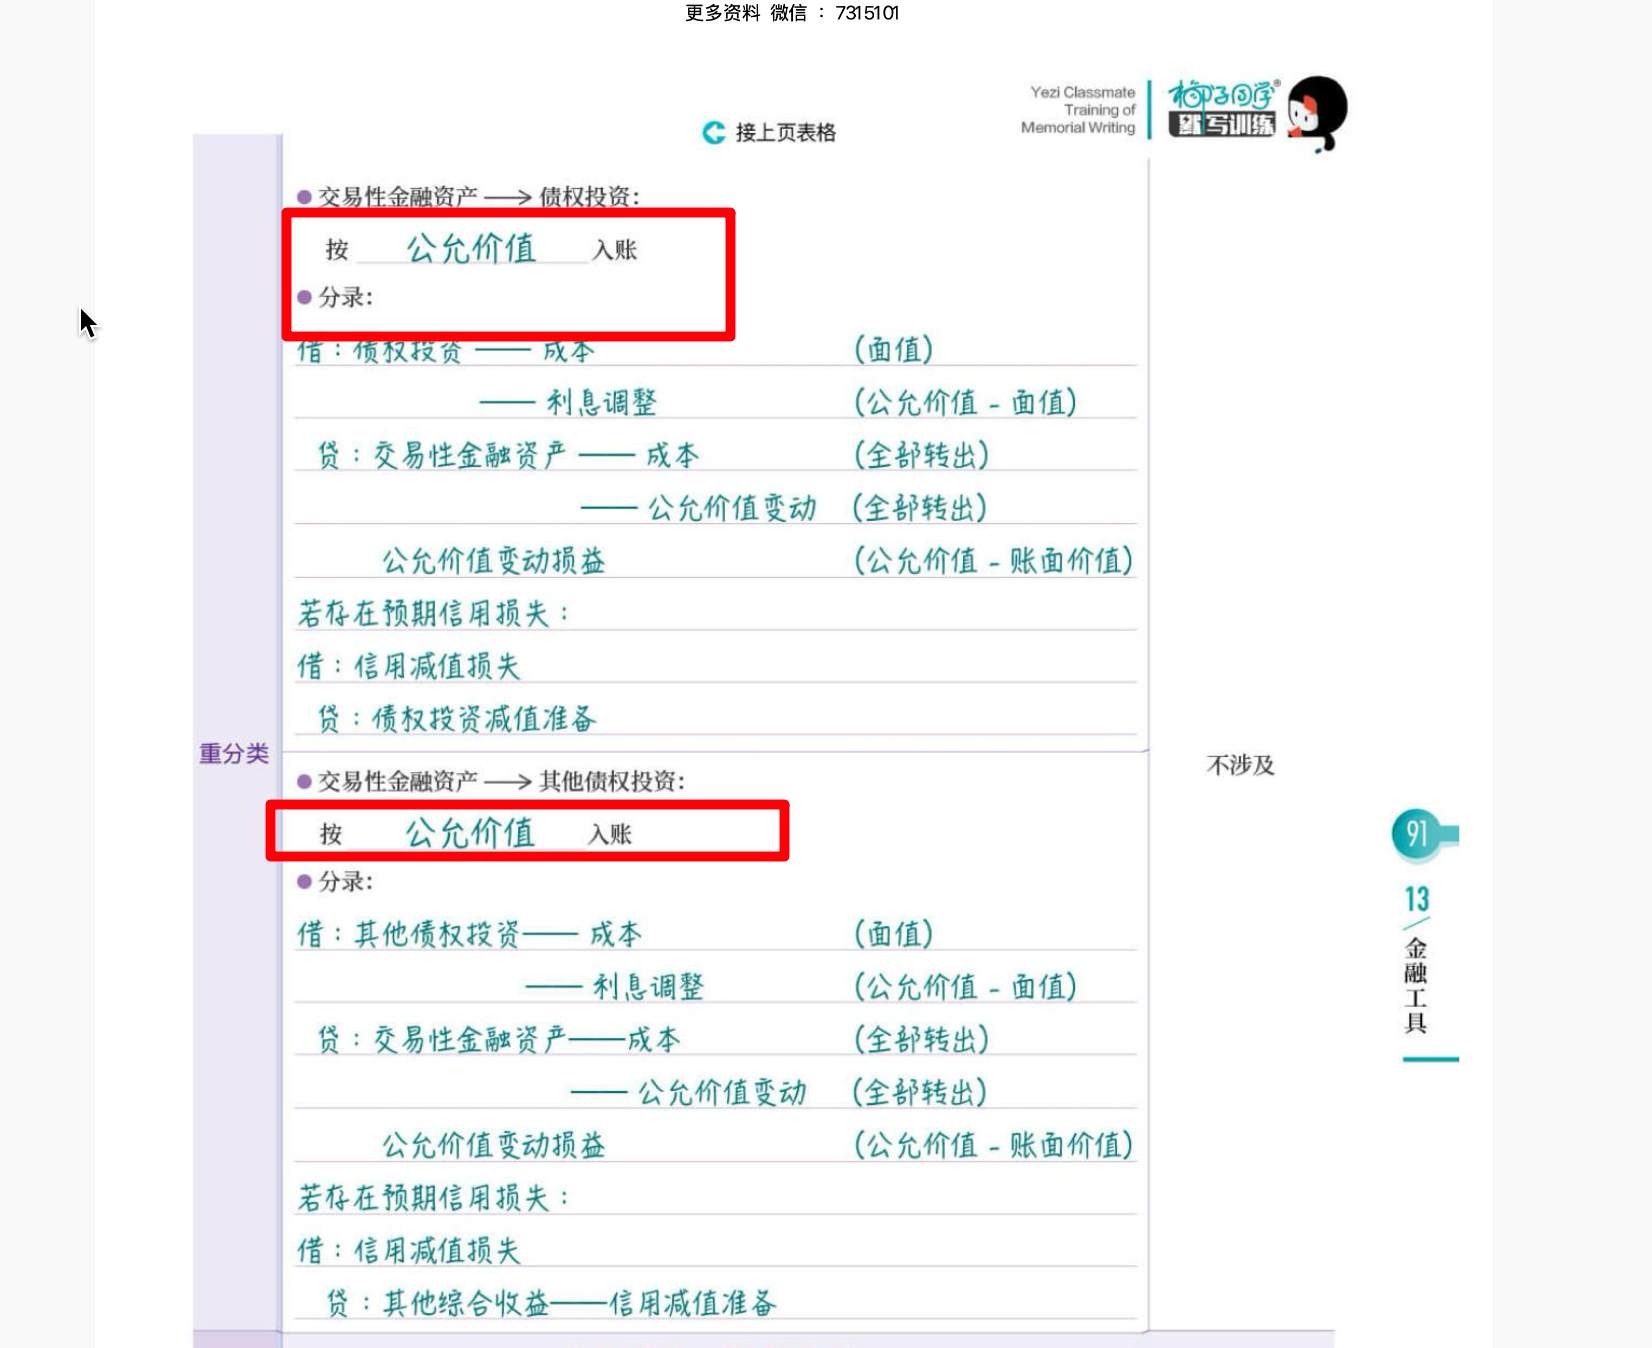 更多资料 微信 ： 7315101
Yezi Classmate
Training of
Memorial Writing
椰子同学®
默写训练
接上页表格
● 交易性金融资产 ——> 债权投资：
按 公允价值 入账
● 分录：
借：债权投资 —— 成本 （面值）
—— 利息调整 （公允价值 - 面值）
贷：交易性金融资产 —— 成本 （全部转出）
—— 公允价值变动 （全部转出）
公允价值变动损益 （公允价值 - 账面价值）
若存在预期信用损失：
借：信用减值损失
贷：债权投资减值准备
重分类
不涉及
● 交易性金融资产 ——> 其他债权投资：
按 公允价值 入账
● 分录：
借：其他债权投资—— 成本 （面值）
—— 利息调整 （公允价值 - 面值）
贷：交易性金融资产——成本 （全部转出）
—— 公允价值变动 （全部转出）
公允价值变动损益 （公允价值 - 账面价值）
若存在预期信用损失：
借：信用减值损失
贷：其他综合收益——信用减值准备
91
13
金融工具